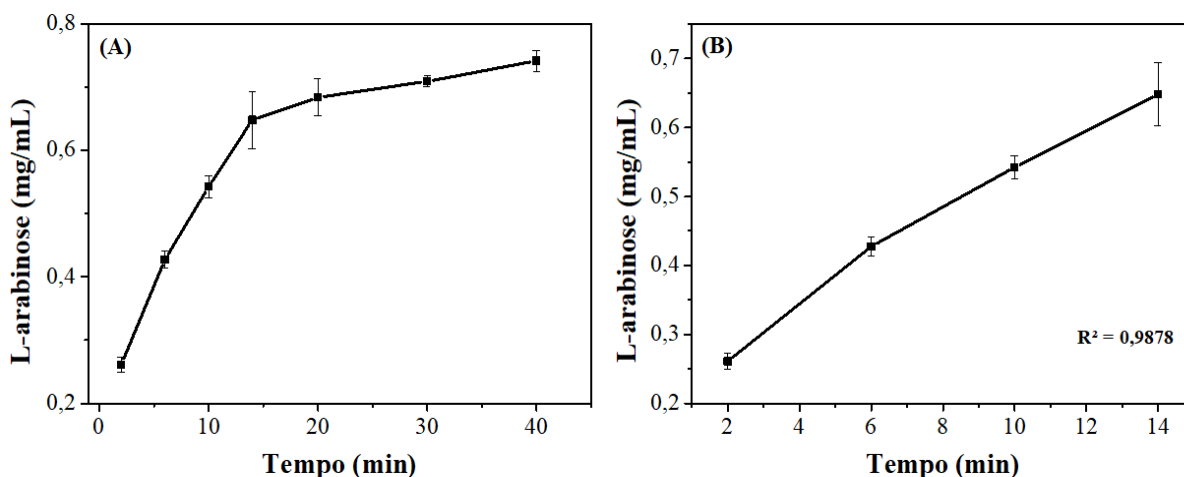 (A)
L-arabinose (mg/mL)
0,8
0,6
0,4
0,2
0 10 20 30 40
Tempo (min)
(B)
L-arabinose (mg/mL)
0,7
0,6
0,5
0,4
0,3
0,2
R² = 0,9878
2 4 6 8 10 12 14
Tempo (min)